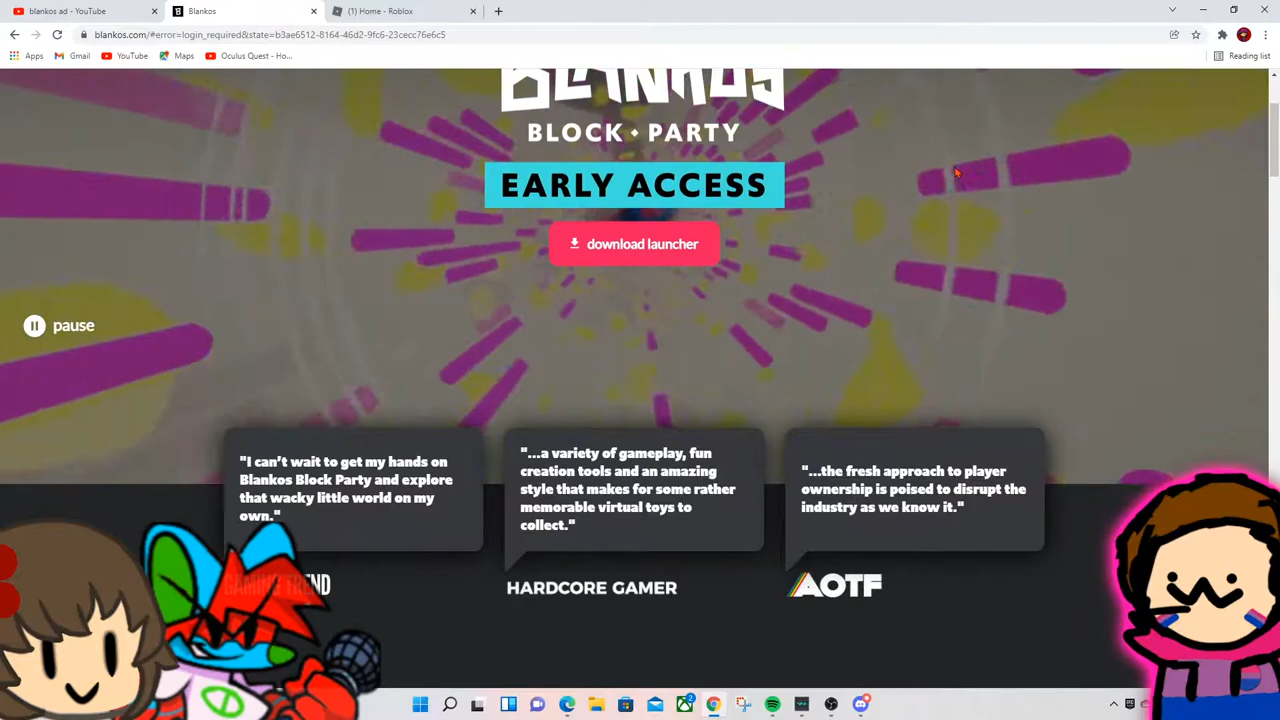 blankos ad - YouTube
Blankos
(1) Home - Roblox
blankos.com/#error=login_required&state=b3ae6512-8164-46d2-9fc6-23cecc76e6c5
Apps
Gmail
YouTube
Maps
Oculus Quest - Ho...
Reading list
BLANKOS
BLOCK • PARTY
EARLY ACCESS
download launcher
pause
"I can't wait to get my hands on
Blankos Block Party and explore
that wacky little world on my
own."
"...a variety of gameplay, fun
creation tools and an amazing
style that makes for some rather
memorable virtual toys to
collect."
"...the fresh approach to player
ownership is poised to disrupt the
industry as we know it."
GAMING TREND
HARDCORE GAMER
AOTF
2